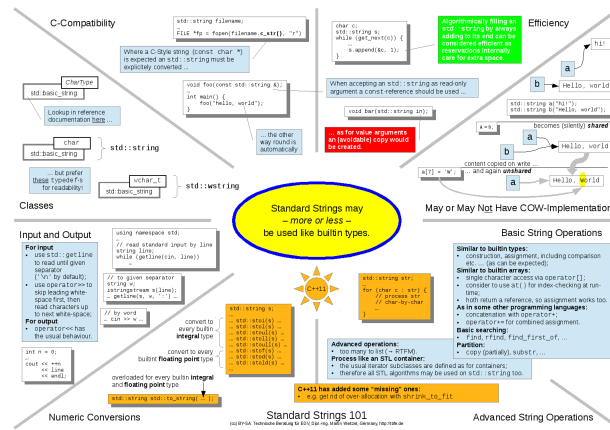 C-Compatibility
std::string filename;
…
FILE *fp = fopen(filename.c_str(), "r")
Where a C-Style string (const char *)
is expected an std::string must be
explicitely converted ...
char c;
std::string s;
while (get_next(c)) {
…
s.append(&c, 1);
}
Algorithmically filling an
std::string by always
adding to its end can be
considered efficient as
reservations internally
care for extra space.
Efficiency
a
hi!
b
Hello, world
std::string a("hi!");
std::string b("Hello, world
CharType
std::basic_string
Lookup in reference
documentation here ...
void foo(const std::string &);
…
int main() {
foo("hello, world");
}
When accepting an std::string as read-only
argument a const-reference should be used ...
void bar(std::string in);
... the other
way round is
automatically
... as for value arguments
an (avoidable) copy would
be created.
a = b;
becomes (silently) shared
a
b
Hello, world
content copied on write ...
... and again unshared
a[7] = 'W';
a
Hello, World
char
std::basic_string
std::string
... but prefer
these typedef-s
for readability!
wchar_t
std::basic_string
std::wstring
Classes
Standard Strings may
– more or less –
be used like builtin types.
May or May Not Have COW-Implementation
Input and Output
For input
• use std::getline
to read until given
separator
('\n' by default);
• use operator>> to
skip leading white-
space first, then
read characters up
to next white-space;
For output
• operator<< has
the usual behaviour.
using namespace std;
…
// read standard input by line
string line;
while (getline(cin, line))
…
// to given separator
string w;
istringstream s(line);
… getline(s, w, ':') …
// by word
… cin >> w …
int n = 0;
…
cout << ++n
<< line
<< endl;
C++11
std::string str;
…
for (char c : str) {
// process str
// char-by-char
…
}
Basic String Operations
Similar to builtin types:
• construction, assignment, including comparison
etc. ... (as can be expected);
Similar to builtin arrays:
• single character access via operator[];
• consider to use at() for index-checking at run-
time;
• both return a reference, so assignment works too.
As in some other programming languages:
• concatenation with operator+;
• operator+= for combined assignment.
Basic searching:
• find, rfind, find_first_of, …
Partition:
• copy (partially), substr, …
convert to
every builtin
integral type
convert to every
builtin floating point type
std::string s;
…
… std::stoi(s) …
… std::stol(s) …
… std::stoul(s) …
… std::stoll(s) …
… std::stoull(s) …
… std::stof(s) …
… std::stod(s) …
… std::stold(s) …
overloaded for every builtin integral
and floating point type
std::string std::to_string( … );
Advanced operations:
• too many to list (→ RTFM).
Process like an STL container:
• the usual iterator subclasses are defined as for containers;
• therefore all STL algorithms may be used on std::string too.
C++11 has added some "missing" ones:
• e.g. get rid of over-allocation with shrink_to_fit
Numeric Conversions
Standard Strings 101
(cc) BY-SA: Technische Beratung für EDV, Dipl.-Ing. Martin Weitzel, Germany, http://tbfe.de
Advanced String Operations